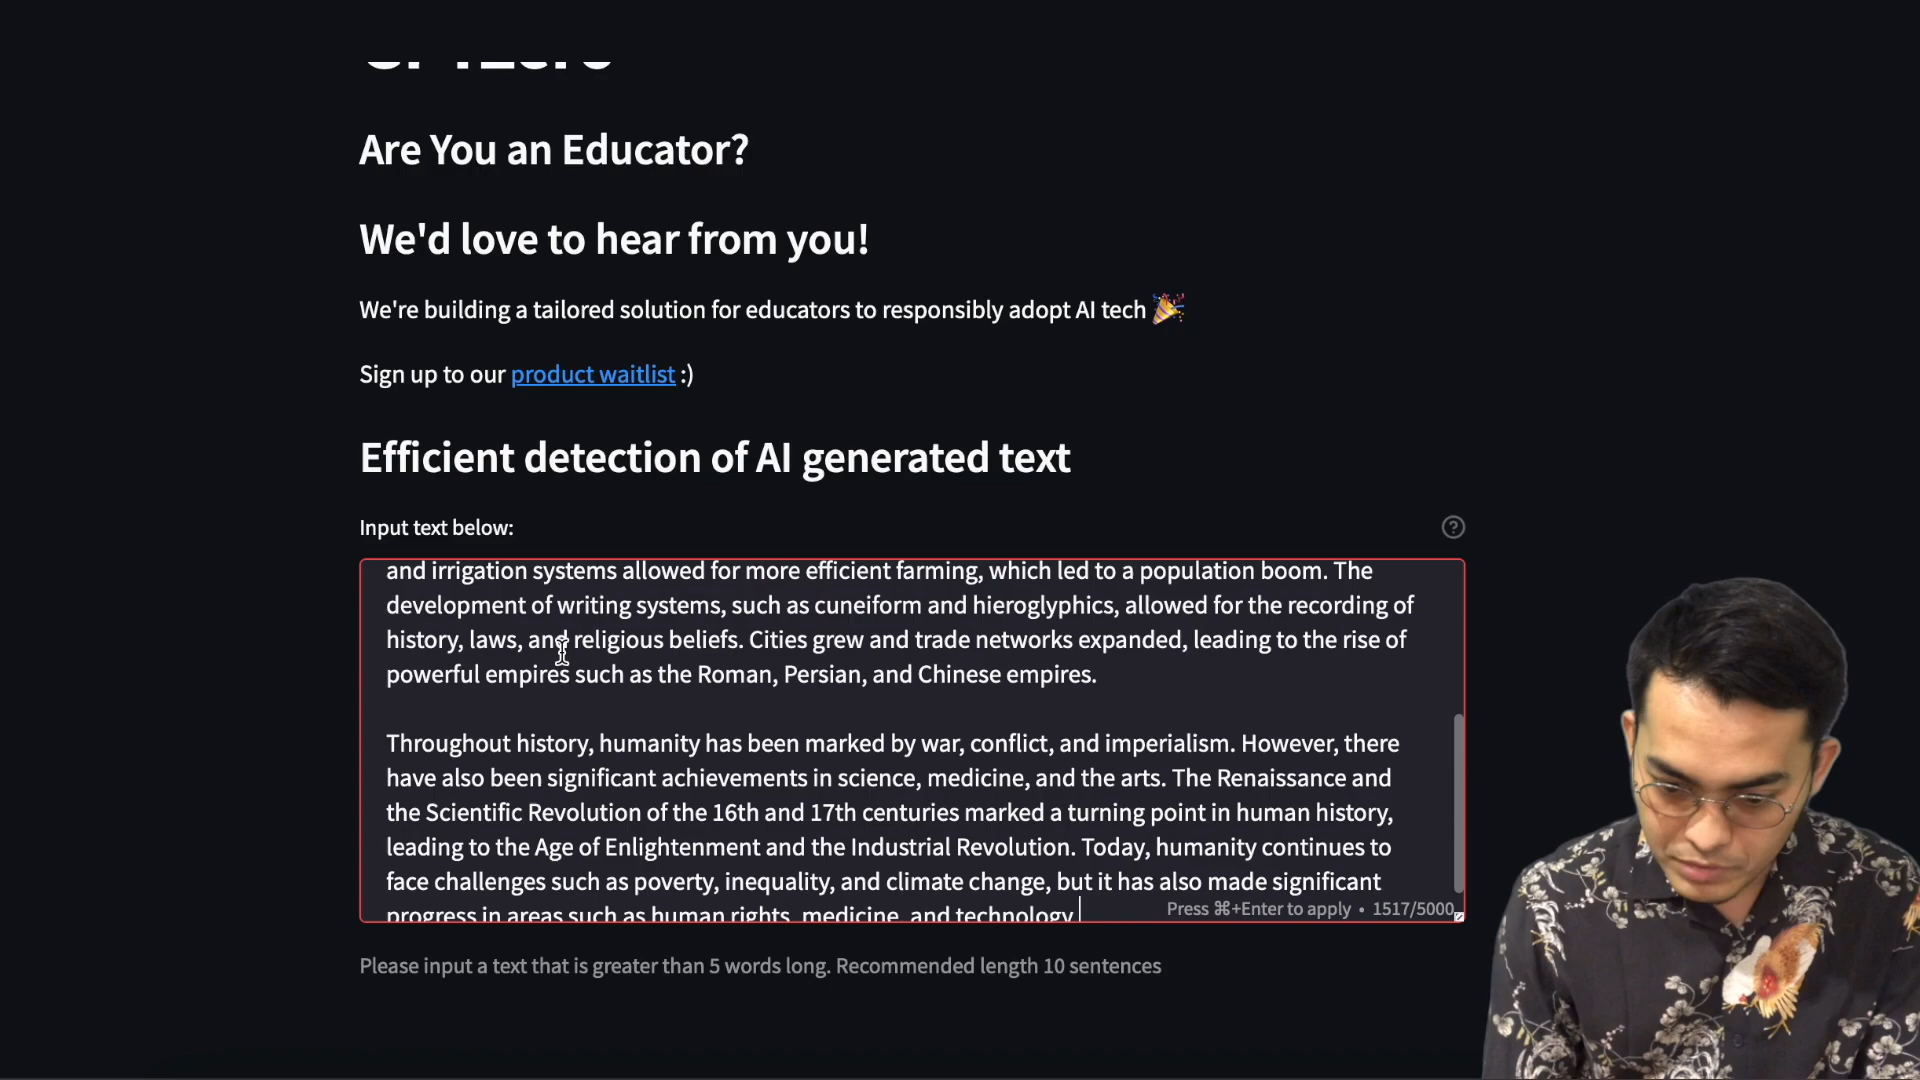 Are You an Educator?
We'd love to hear from you!
We're building a tailored solution for educators to responsibly adopt AI tech
Sign up to our product waitlist :)
Efficient detection of AI generated text
Input text below:
and irrigation systems allowed for more efficient farming, which led to a population boom. The
development of writing systems, such as cuneiform and hieroglyphics, allowed for the recording of
history, laws, and religious beliefs. Cities grew and trade networks expanded, leading to the rise of
powerful empires such as the Roman, Persian, and Chinese empires.
Throughout history, humanity has been marked by war, conflict, and imperialism. However, there
have also been significant achievements in science, medicine, and the arts. The Renaissance and
the Scientific Revolution of the 16th and 17th centuries marked a turning point in human history,
leading to the Age of Enlightenment and the Industrial Revolution. Today, humanity continues to
face challenges such as poverty, inequality, and climate change, but it has also made significant
progress in areas such as human rights, medicine, and technology.
Press ⌘+Enter to apply • 1517/5000
Please input a text that is greater than 5 words long. Recommended length 10 sentences